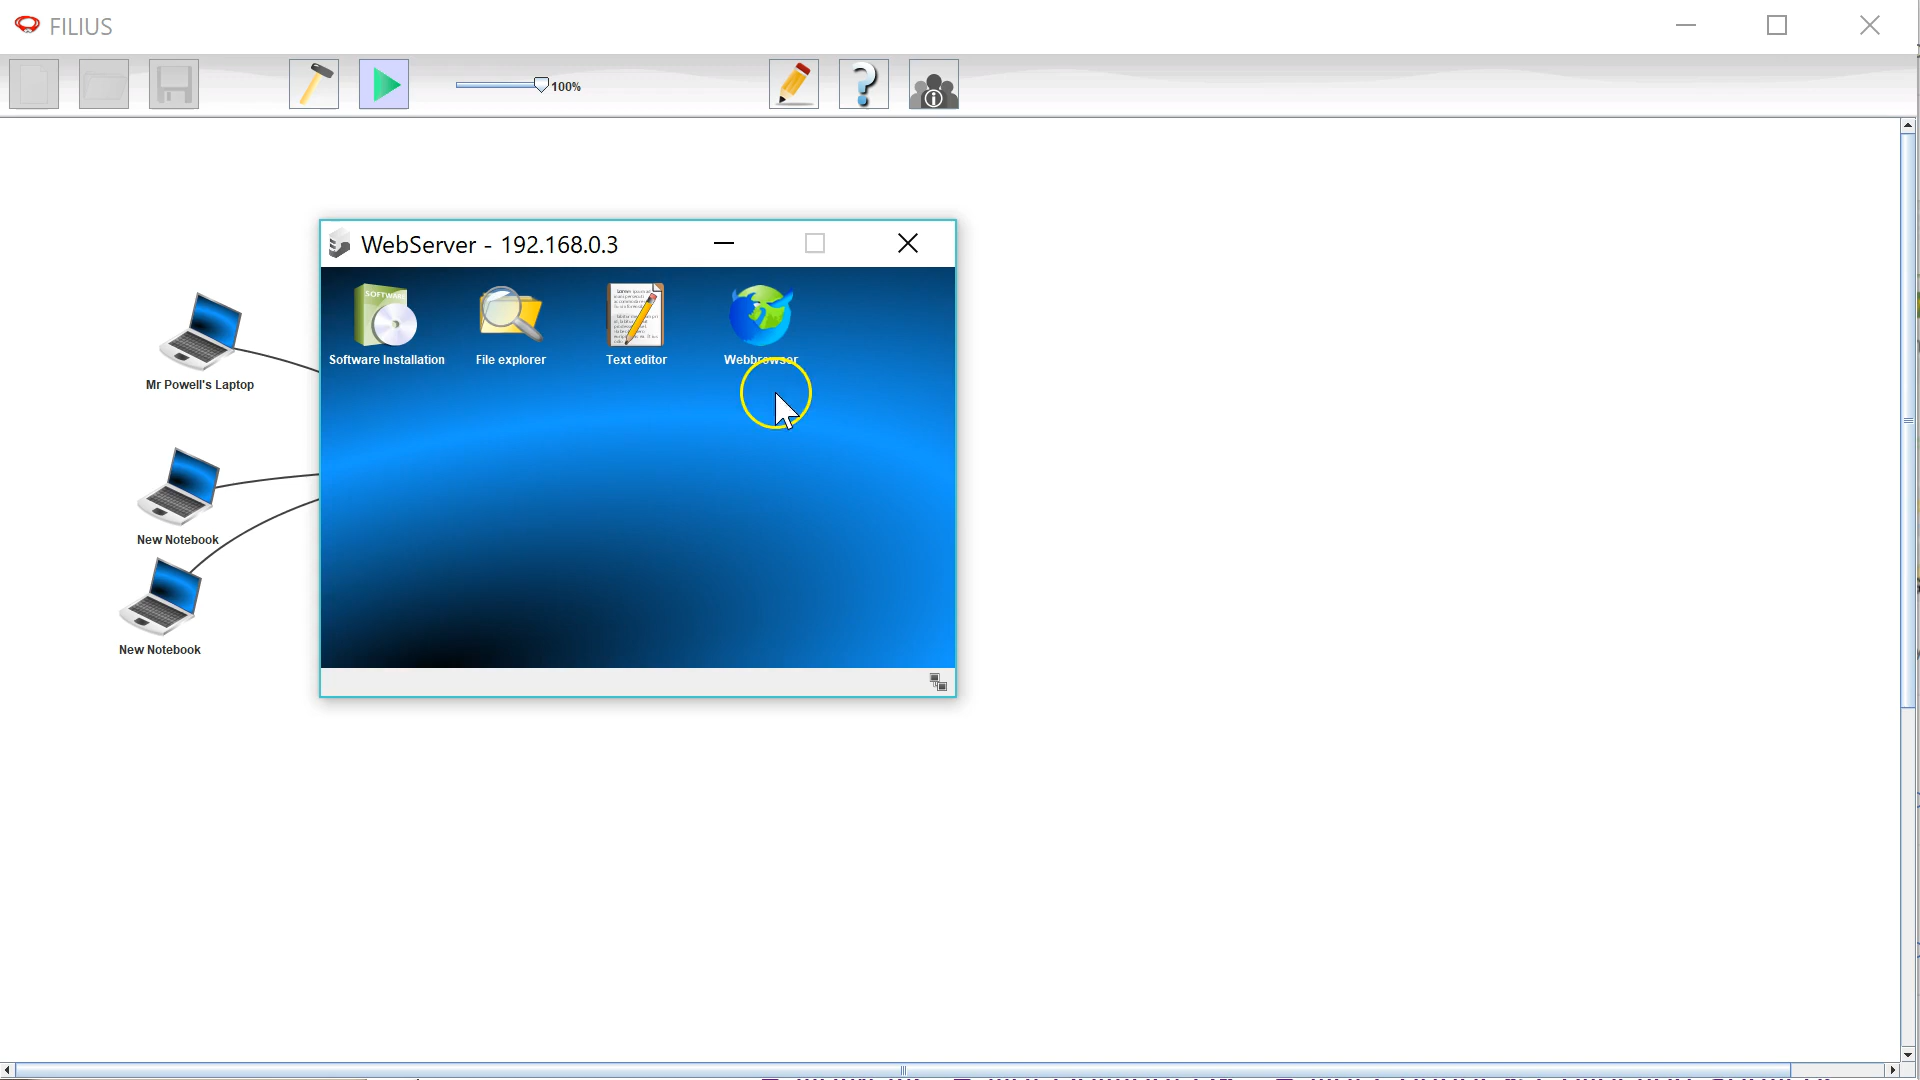 FILIUS
100%
WebServer - 192.168.0.3
SOFTWARE
Software Installation
File explorer
Text editor
Webbrowser
Mr Powell's Laptop
New Notebook
New Notebook